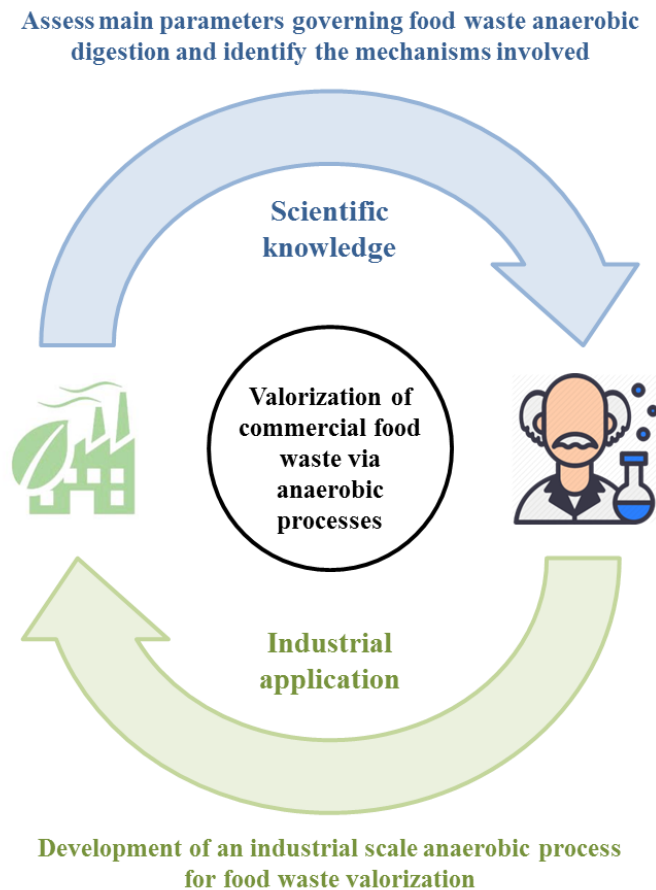 Assess main parameters governing food waste anaerobic
digestion and identify the mechanisms involved
Scientific
knowledge
Valorization of
commercial food
waste via
anaerobic
processes
Industrial
application
Development of an industrial scale anaerobic process
for food waste valorization